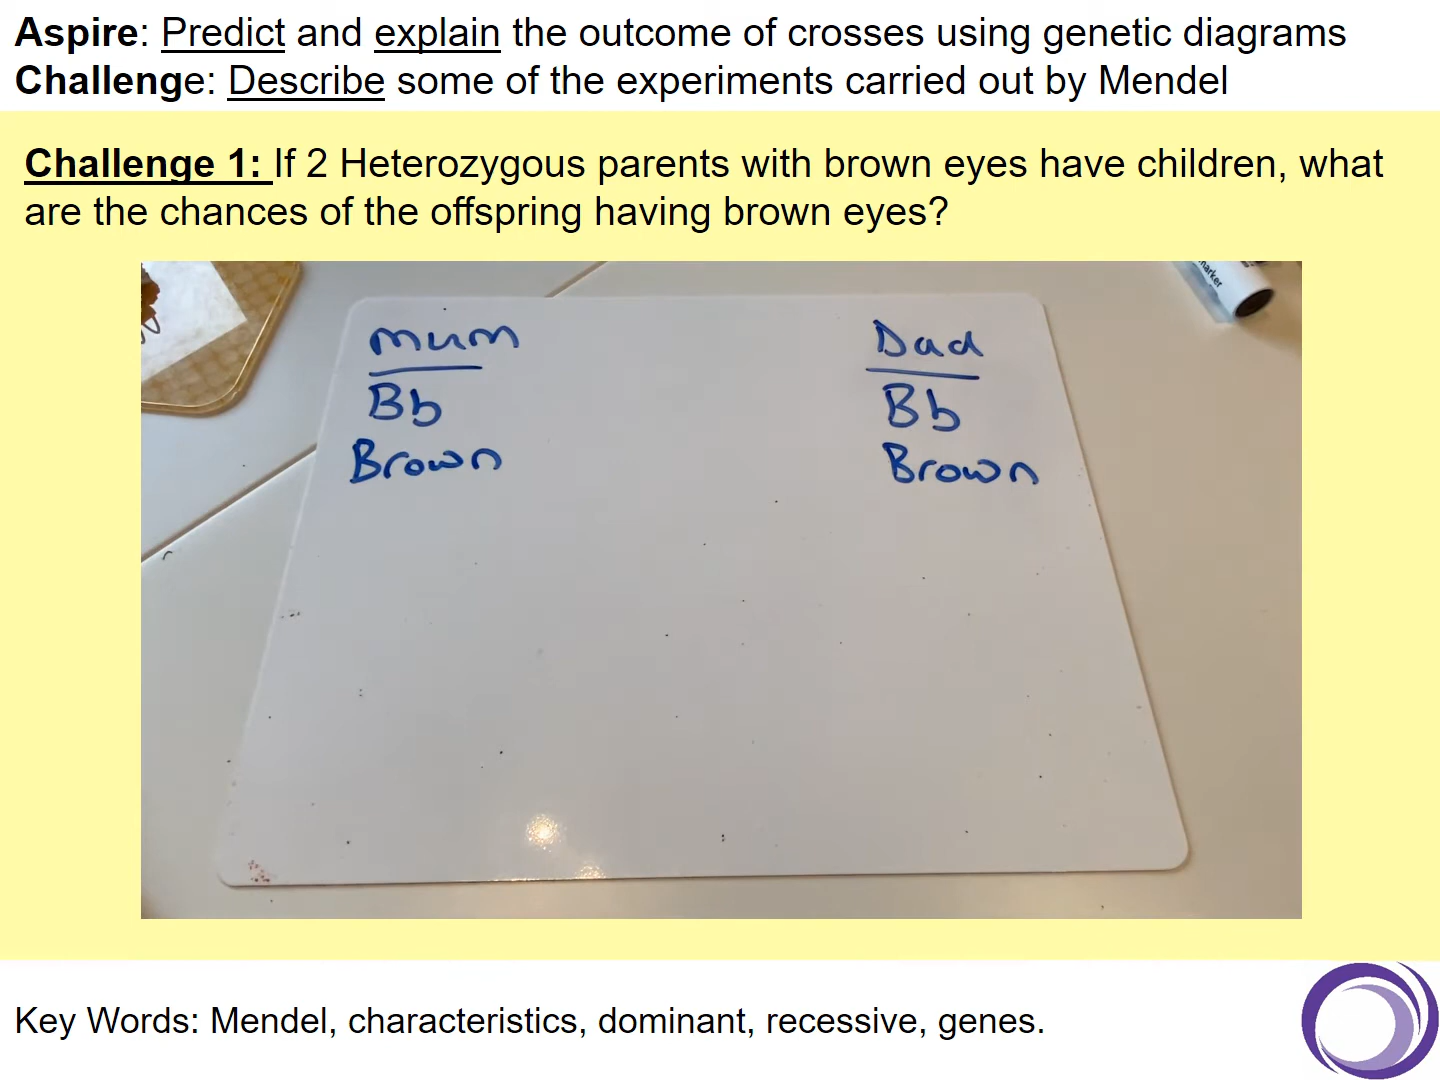 Aspire: Predict and explain the outcome of crosses using genetic diagrams
Challenge: Describe some of the experiments carried out by Mendel
Challenge 1: If 2 Heterozygous parents with brown eyes have children, what
are the chances of the offspring having brown eyes?
marker
Mum
Dad
Bb
Bb
Brown
Brown
Key Words: Mendel, characteristics, dominant, recessive, genes.